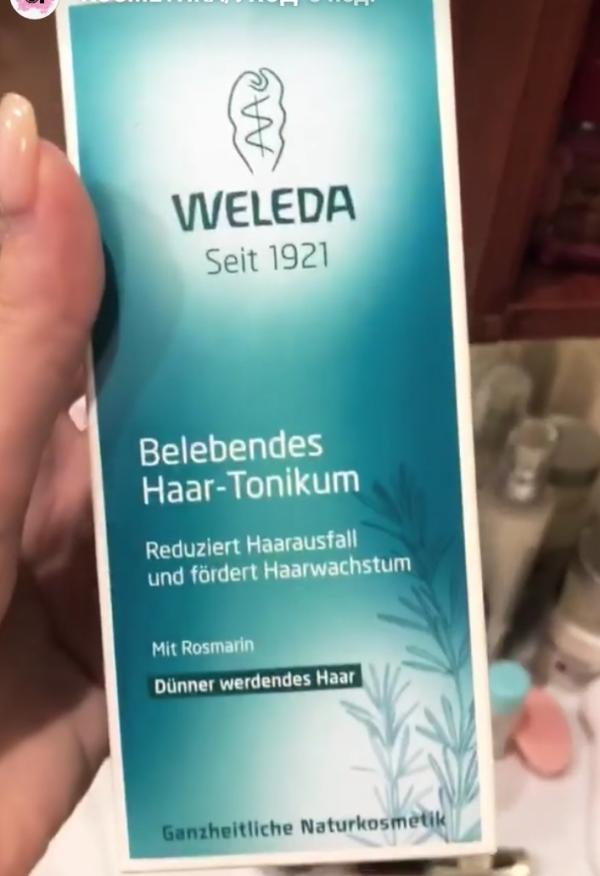 WELEDA
Seit 1921
Belebendes
Haar-Tonikum
Reduziert Haarausfall
und fördert Haarwachstum
Mit Rosmarin
Dünner werdendes Haar
Ganzheitliche Naturkosmetik